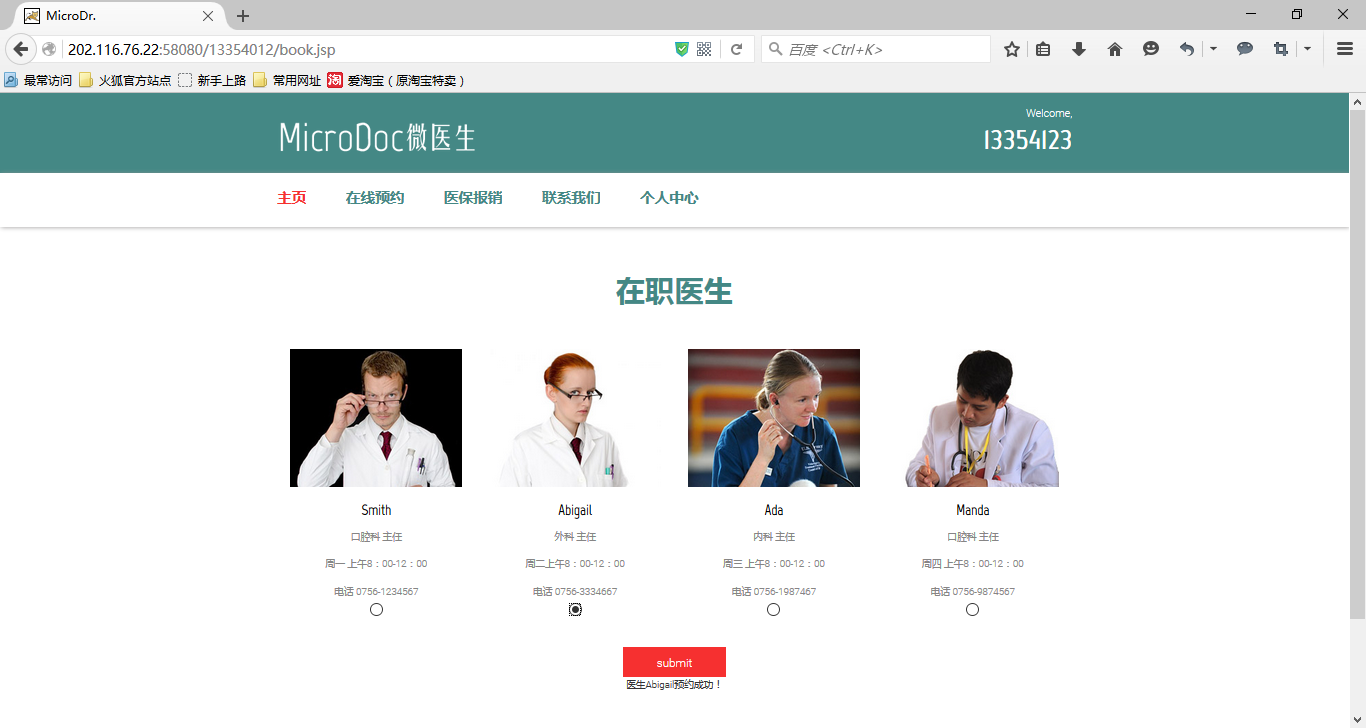 MicroDr.
202.116.76.22:58080/13354012/book.jsp
百度 <Ctrl+K>
最常访问 火狐官方站点 新手上路 常用网址 淘 爱淘宝（原淘宝特卖）
MicroDoc微医生
Welcome,
13354123
主页 在线预约 医保报销 联系我们 个人中心
在职医生
Smith Abigail Ada Manda
口腔科 主任 外科 主任 内科 主任 口腔科 主任
周一 上午8：00-12：00 周二上午8：00-12：00 周三 上午8：00-12：00 周四 上午8：00-12：00
电话 0756-1234567 电话 0756-3334667 电话 0756-1987467 电话 0756-9874567
submit
医生Abigail预约成功！